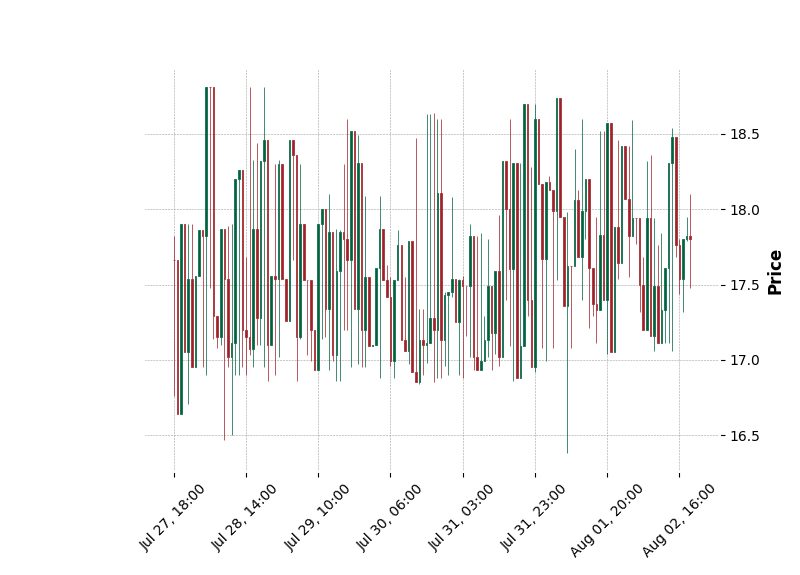 18.5
18.0
17.5
17.0
16.5
Price
Jul 27, 18:00
Jul 28, 14:00
Jul 29, 10:00
Jul 30, 06:00
Jul 31, 03:00
Jul 31, 23:00
Aug 01, 20:00
Aug 02, 16:00